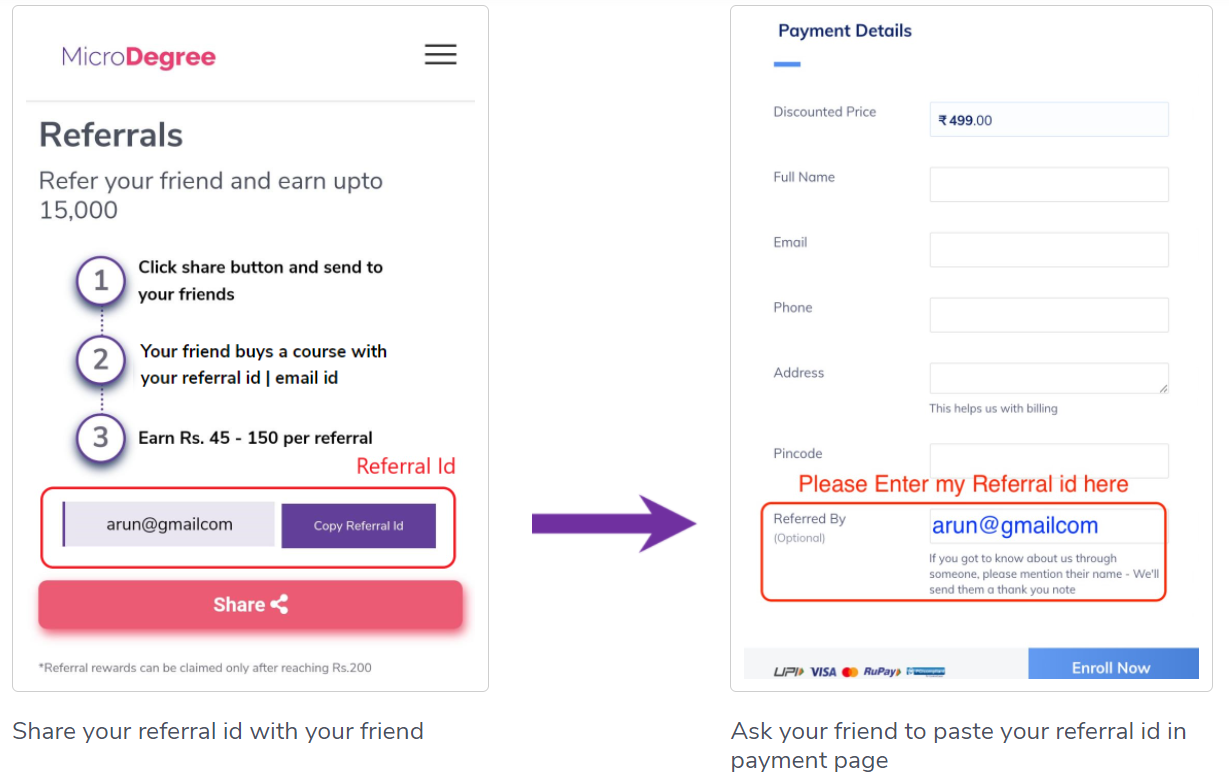 MicroDegree
Referrals
Refer your friend and earn upto
15,000
1
Click share button and send to
your friends
2
Your friend buys a course with
your referral id | email id
3
Earn Rs. 45 - 150 per referral
Referral Id
arun@gmailcom
Copy Referral Id
Share
*Referral rewards can be claimed only after reaching Rs.200
Share your referral id with your friend
Payment Details
Discounted Price
₹ 499.00
Full Name
Email
Phone
Address
This helps us with billing
Pincode
Please Enter my Referral id here
Referred By
arun@gmailcom
(Optional)
If you got to know about us through
someone, please mention their name - We'll
send them a thank you note
UPI VISA RuPay
Enroll Now
Ask your friend to paste your referral id in
payment page